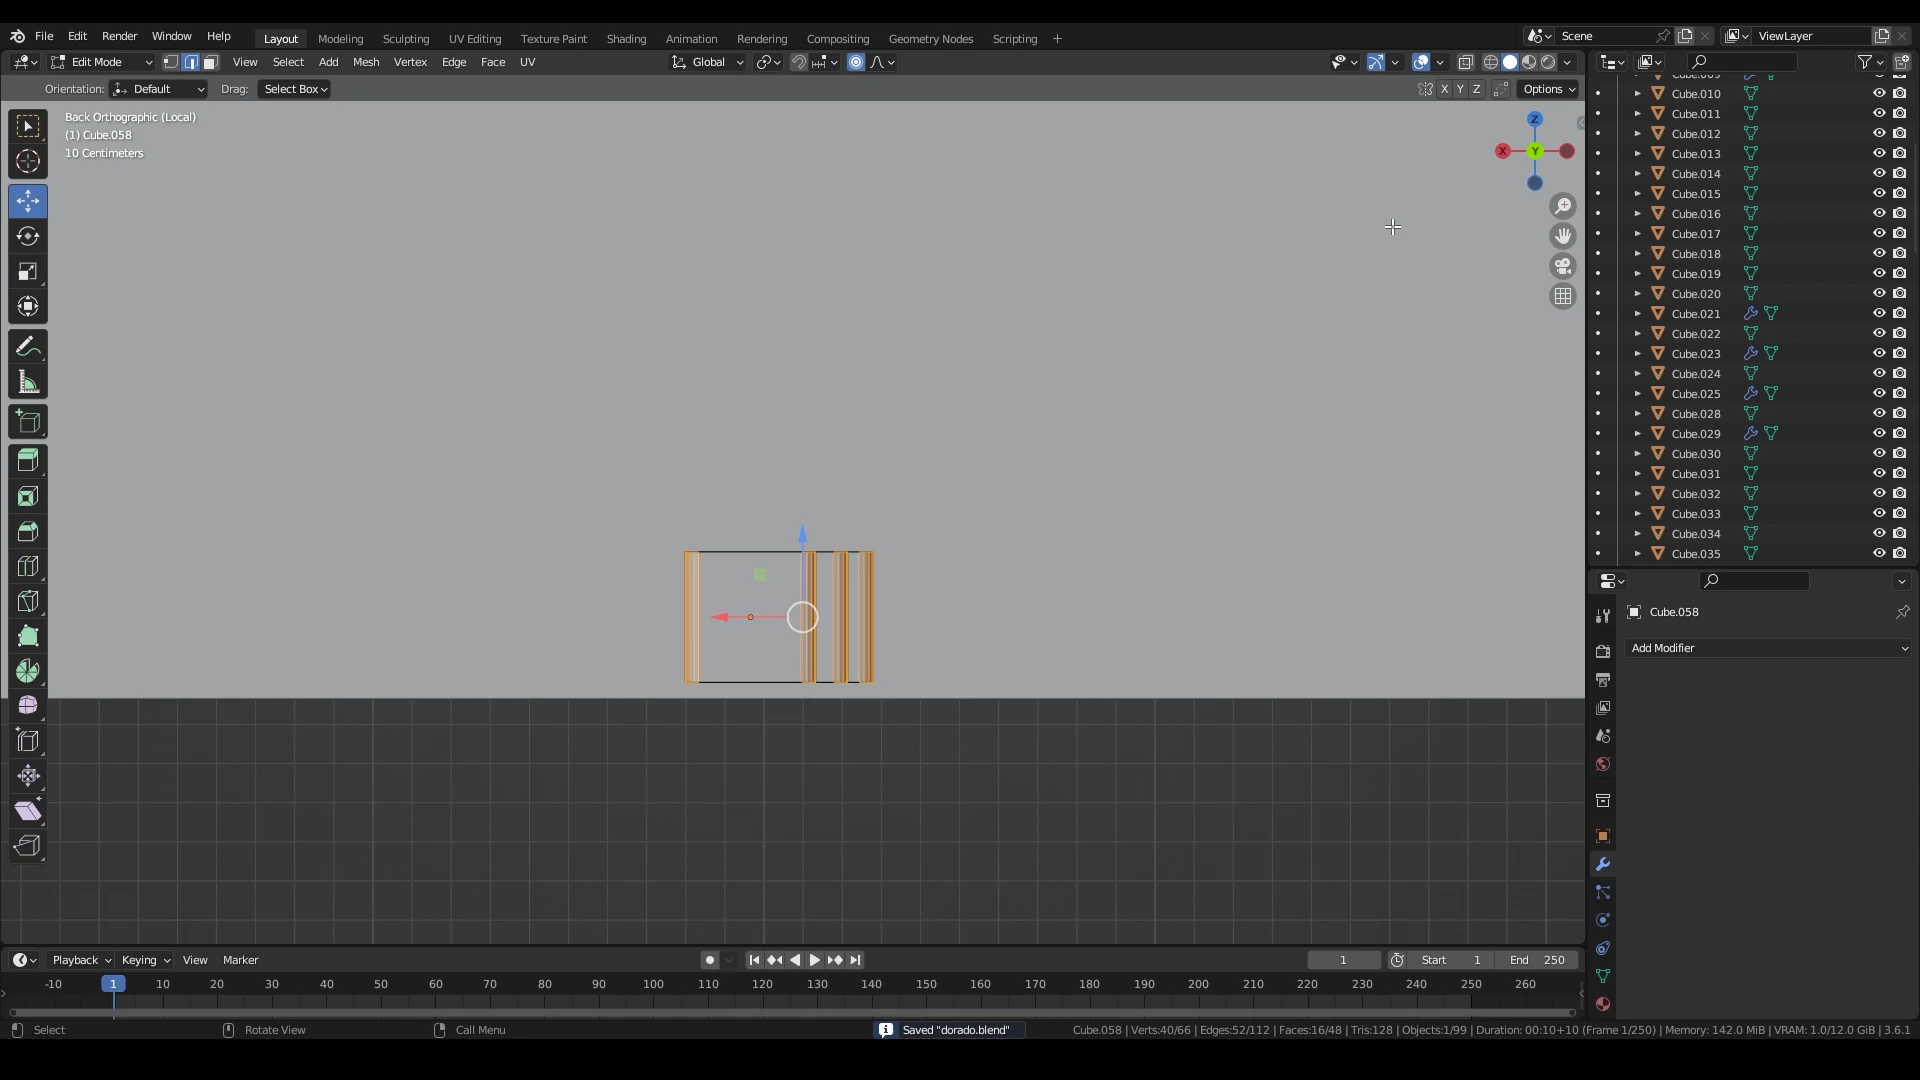 File Edit Render Window Help Layout Modeling Sculpting UV Editing Texture Paint Shading Animation Rendering Compositing Geometry Nodes Scripting + Scene ViewLayer
Edit Mode View Select Add Mesh Vertex Edge Face UV Global
Orientation: Default Drag: Select Box X Y Z Options
Back Orthographic (Local)
(1) Cube.058
10 Centimeters
Z
X Y
Cube.009
Cube.010
Cube.011
Cube.012
Cube.013
Cube.014
Cube.015
Cube.016
Cube.017
Cube.018
Cube.019
Cube.020
Cube.021
Cube.022
Cube.023
Cube.024
Cube.025
Cube.028
Cube.029
Cube.030
Cube.031
Cube.032
Cube.033
Cube.034
Cube.035
Cube.058
Add Modifier
Playback Keying View Marker 1 Start 1 End 250
-10 1 10 20 30 40 50 60 70 80 90 100 110 120 130 140 150 160 170 180 190 200 210 220 230 240 250 260
Select Rotate View Call Menu Saved "dorado.blend" Cube.058 | Verts:40/66 | Edges:52/112 | Faces:16/48 | Tris:128 | Objects:1/99 | Duration: 00:10+10 (Frame 1/250) | Memory: 142.0 MiB | VRAM: 1.0/12.0 GiB | 3.6.1